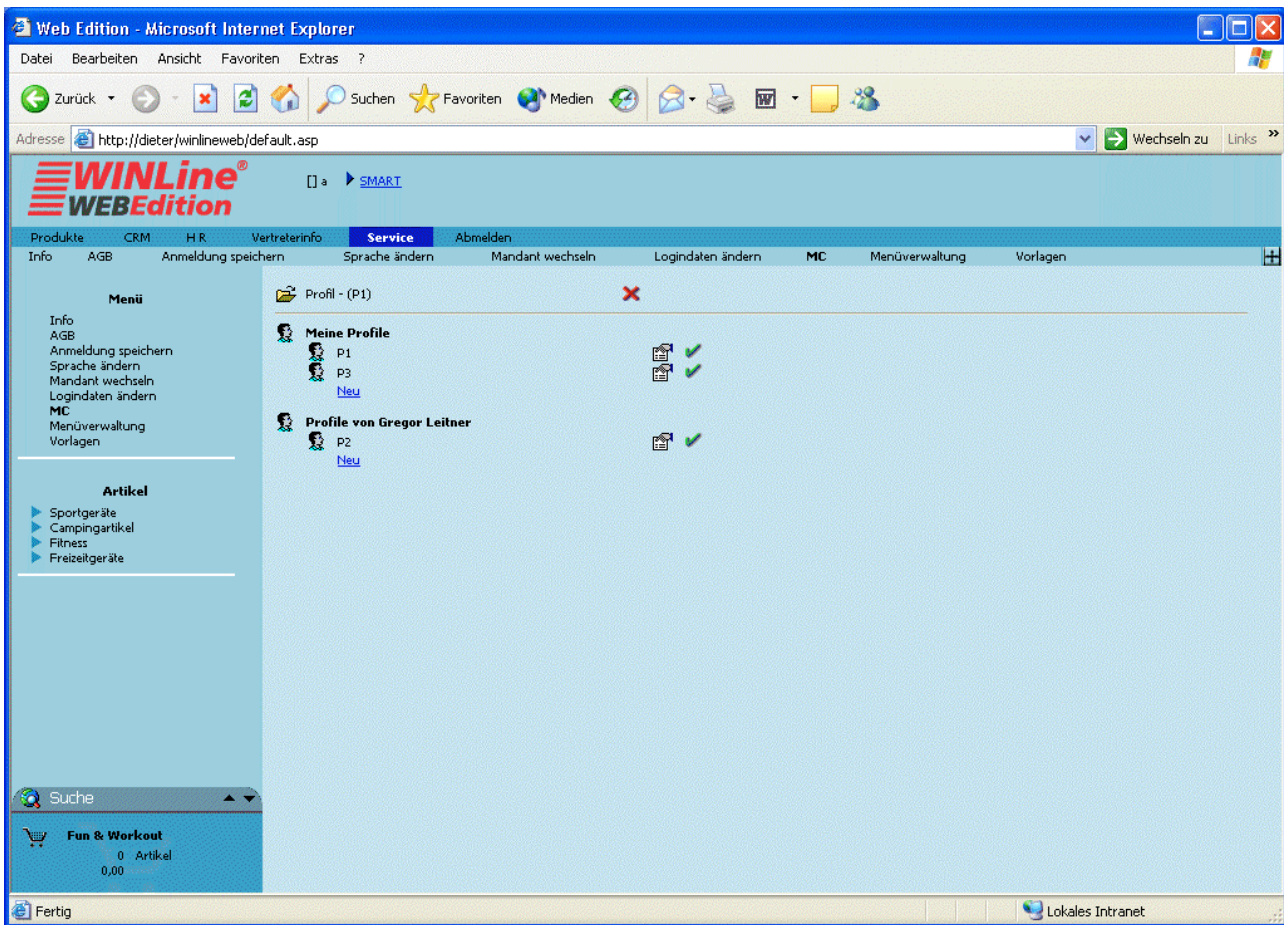 Web Edition - Microsoft Internet Explorer
Datei Bearbeiten Ansicht Favoriten Extras ?
Zurück Suchen Favoriten Medien
Adresse http://dieter/winlineweb/default.asp Wechseln zu Links »
WINLine®
WEBEdition
[] a SMART
Produkte CRM H R Vertreterinfo Service Abmelden
Info AGB Anmeldung speichern Sprache ändern Mandant wechseln Logindaten ändern MC Menüverwaltung Vorlagen
Menü
Info
AGB
Anmeldung speichern
Sprache ändern
Mandant wechseln
Logindaten ändern
MC
Menüverwaltung
Vorlagen
Artikel
Sportgeräte
Campingartikel
Fitness
Freizeitgeräte
Suche
Fun & Workout
0 Artikel
0,00
Profil - (P1)
Meine Profile
P1
P3
Neu
Profile von Gregor Leitner
P2
Neu
Fertig Lokales Intranet